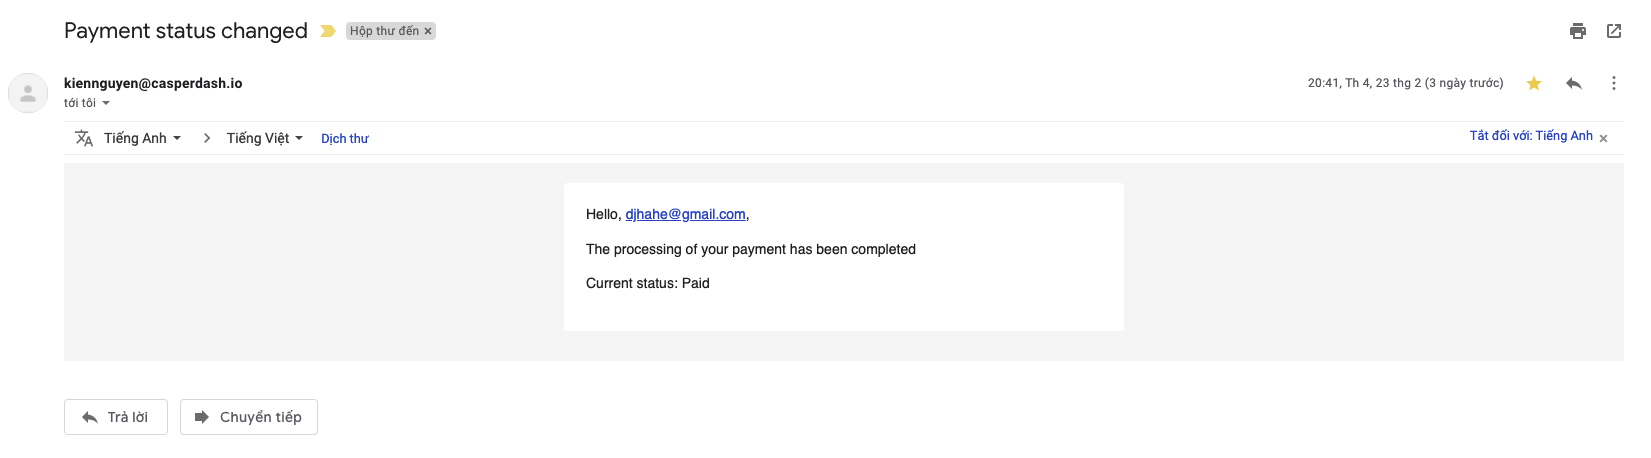 Payment status changed Hộp thư đến ×
kiennguyen@casperdash.io 20:41, Th 4, 23 thg 2 (3 ngày trước)
tới tôi
Tiếng Anh > Tiếng Việt Dịch thư Tắt đối với: Tiếng Anh ×
Hello, djhahe@gmail.com,
The processing of your payment has been completed
Current status: Paid
Trả lời Chuyển tiếp